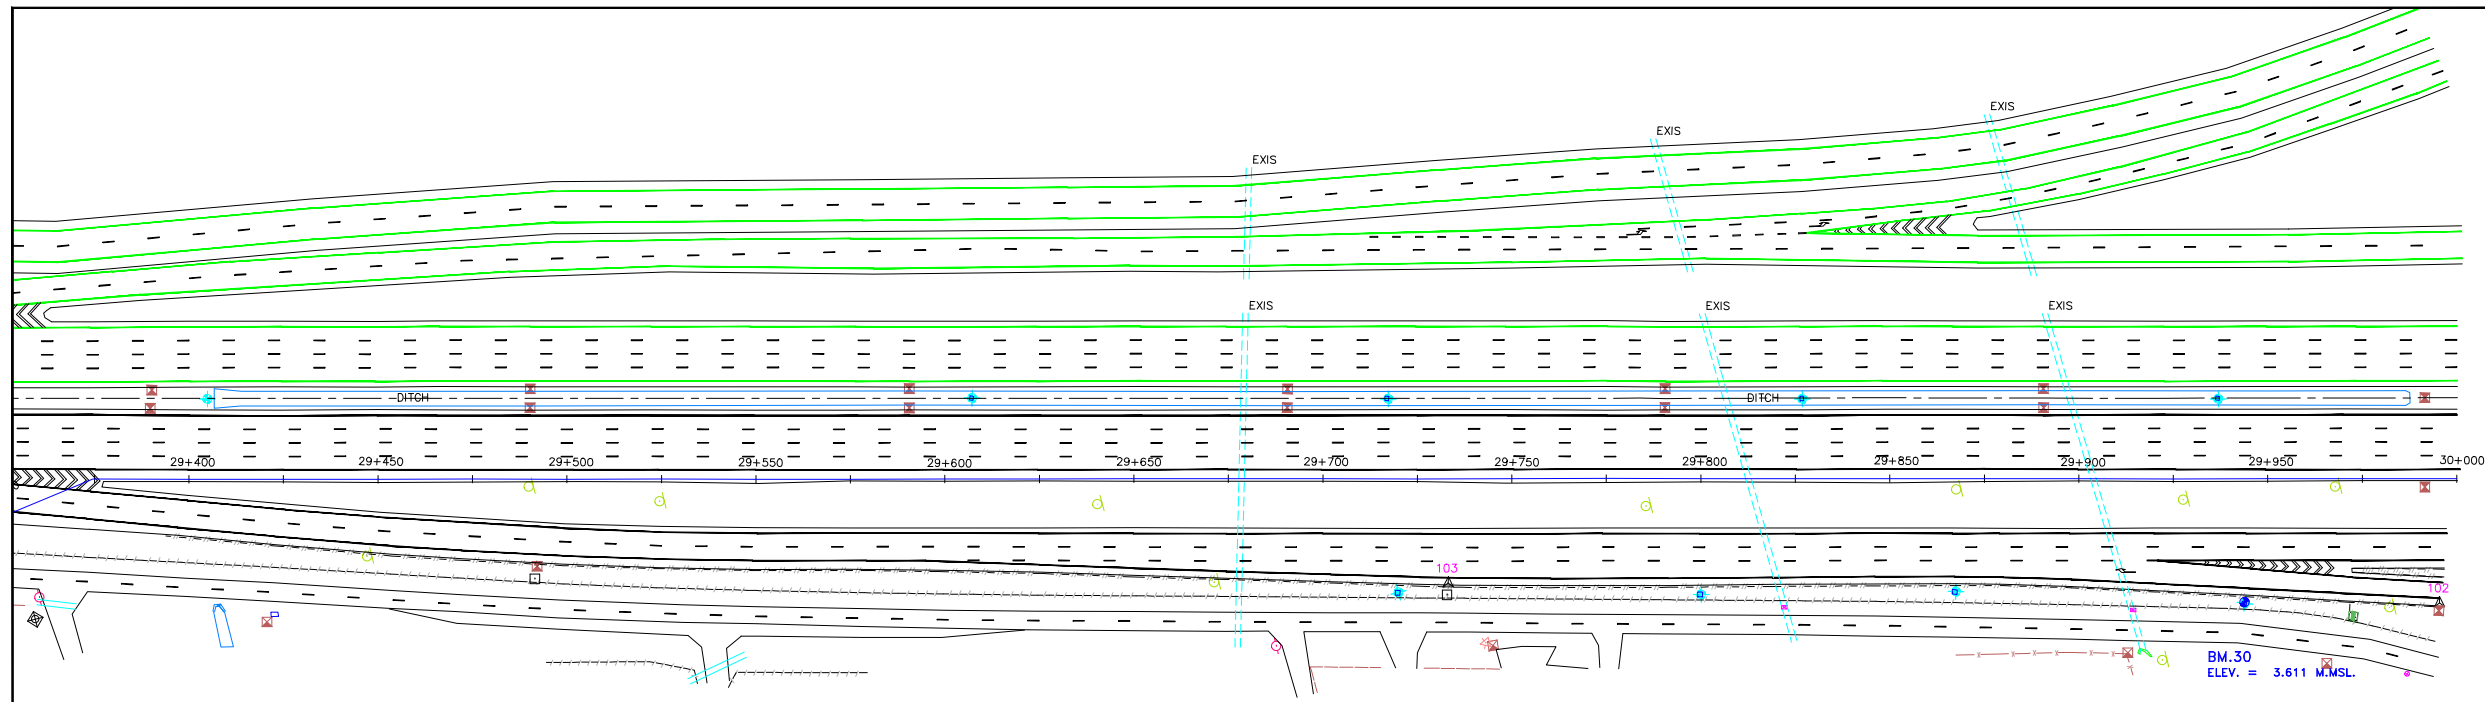 EXIS
EXIS
EXIS
EXIS
EXIS
EXIS
DITCH
DITCH
29+400
29+450
29+500
29+550
29+600
29+650
29+700
29+750
29+800
29+850
29+900
29+950
30+000
103
102
BM.30
ELEV. = 3.611 M.MSL.